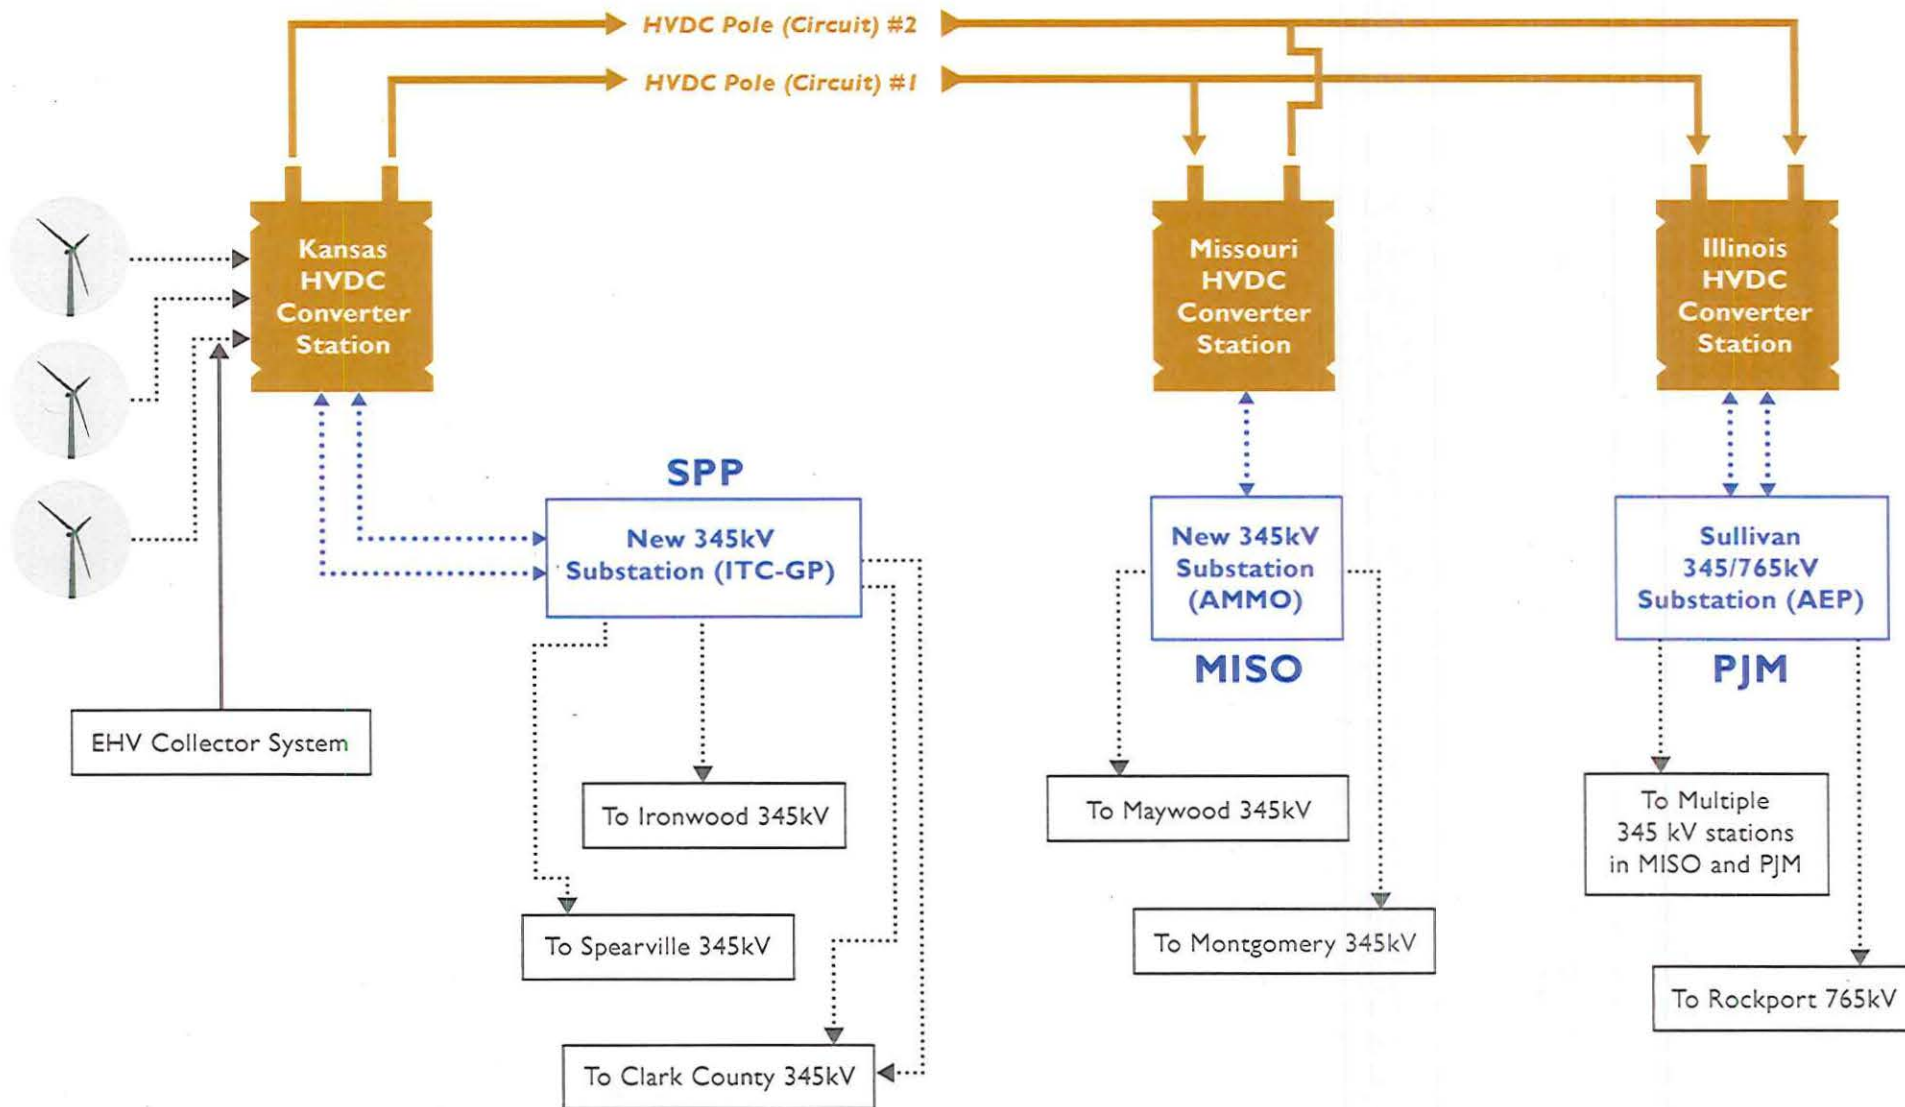 HVDC Pole (Circuit) #2
HVDC Pole (Circuit) #1
Kansas
HVDC
Converter
Station
Missouri
HVDC
Converter
Station
Illinois
HVDC
Converter
Station
SPP
New 345kV
Substation (ITC-GP)
New 345kV
Substation
(AMMO)
MISO
Sullivan
345/765kV
Substation (AEP)
PJM
EHV Collector System
To Ironwood 345kV
To Maywood 345kV
To Multiple
345 kV stations
in MISO and PJM
To Spearville 345kV
To Montgomery 345kV
To Rockport 765kV
To Clark County 345kV